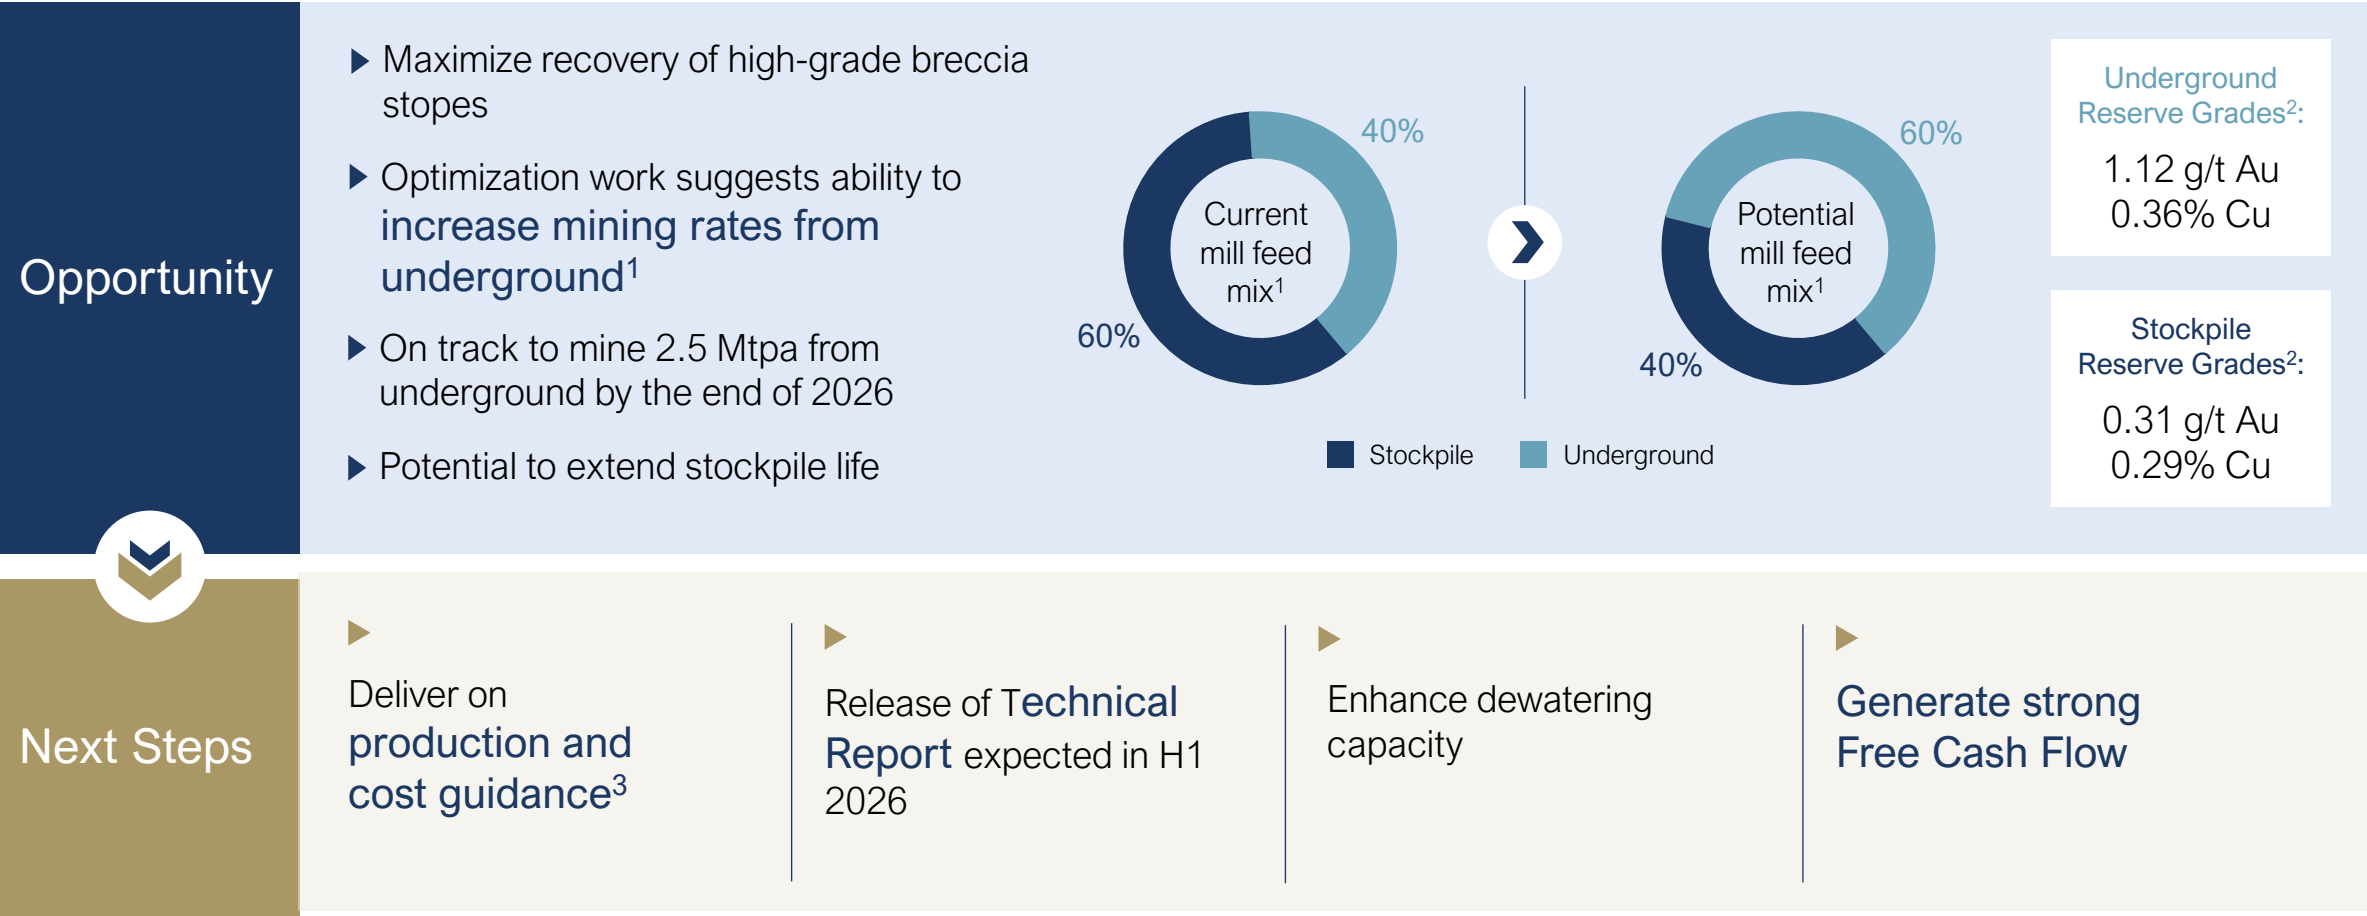 Opportunity
Maximize recovery of high-grade breccia
stopes
Optimization work suggests ability to
increase mining rates from
underground1
On track to mine 2.5 Mtpa from
underground by the end of 2026
Potential to extend stockpile life
40%
Current
mill feed
mix1
60%
60%
Potential
mill feed
mix1
40%
Stockpile
Underground
Underground
Reserve Grades2:
1.12 g/t Au
0.36% Cu
Stockpile
Reserve Grades2:
0.31 g/t Au
0.29% Cu
Next Steps
Deliver on
production and
cost guidance3
Release of Technical
Report expected in H1
2026
Enhance dewatering
capacity
Generate strong
Free Cash Flow